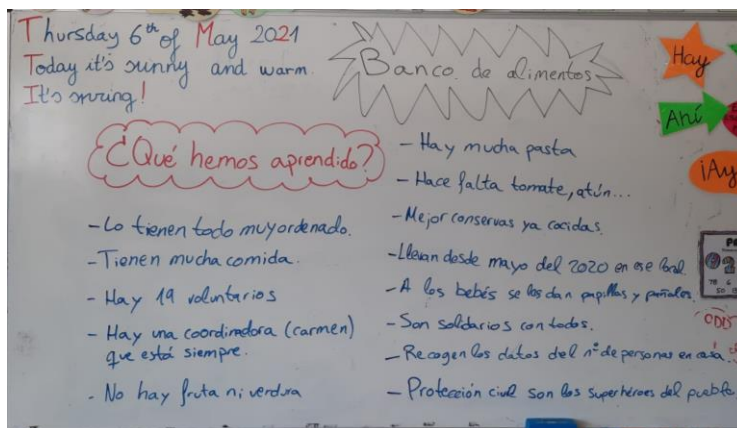 Thursday 6th of May 2021
Today it's sunny and warm.
It's spring!
Banco de alimentos
¿Qué hemos aprendido?
- Lo tienen todo muy ordenado.
- Tienen mucha comida.
- Hay 19 voluntarios
- Hay una coordinadora (carmen)
que está siempre.
- No hay fruta ni verdura
- Hay mucha pasta
- Hace falta tomate, atún...
- Mejor conservas ya cocidas.
- Llevan desde mayo del 2020 en ese local
- A los bebés se los dan papillas y pañales.
- Son solidarios con todos.
- Recogen los datos del nº de personas en casa.
- Protección civil son los superhéroes del pueblo.
Hay
Ahí
¡Ay